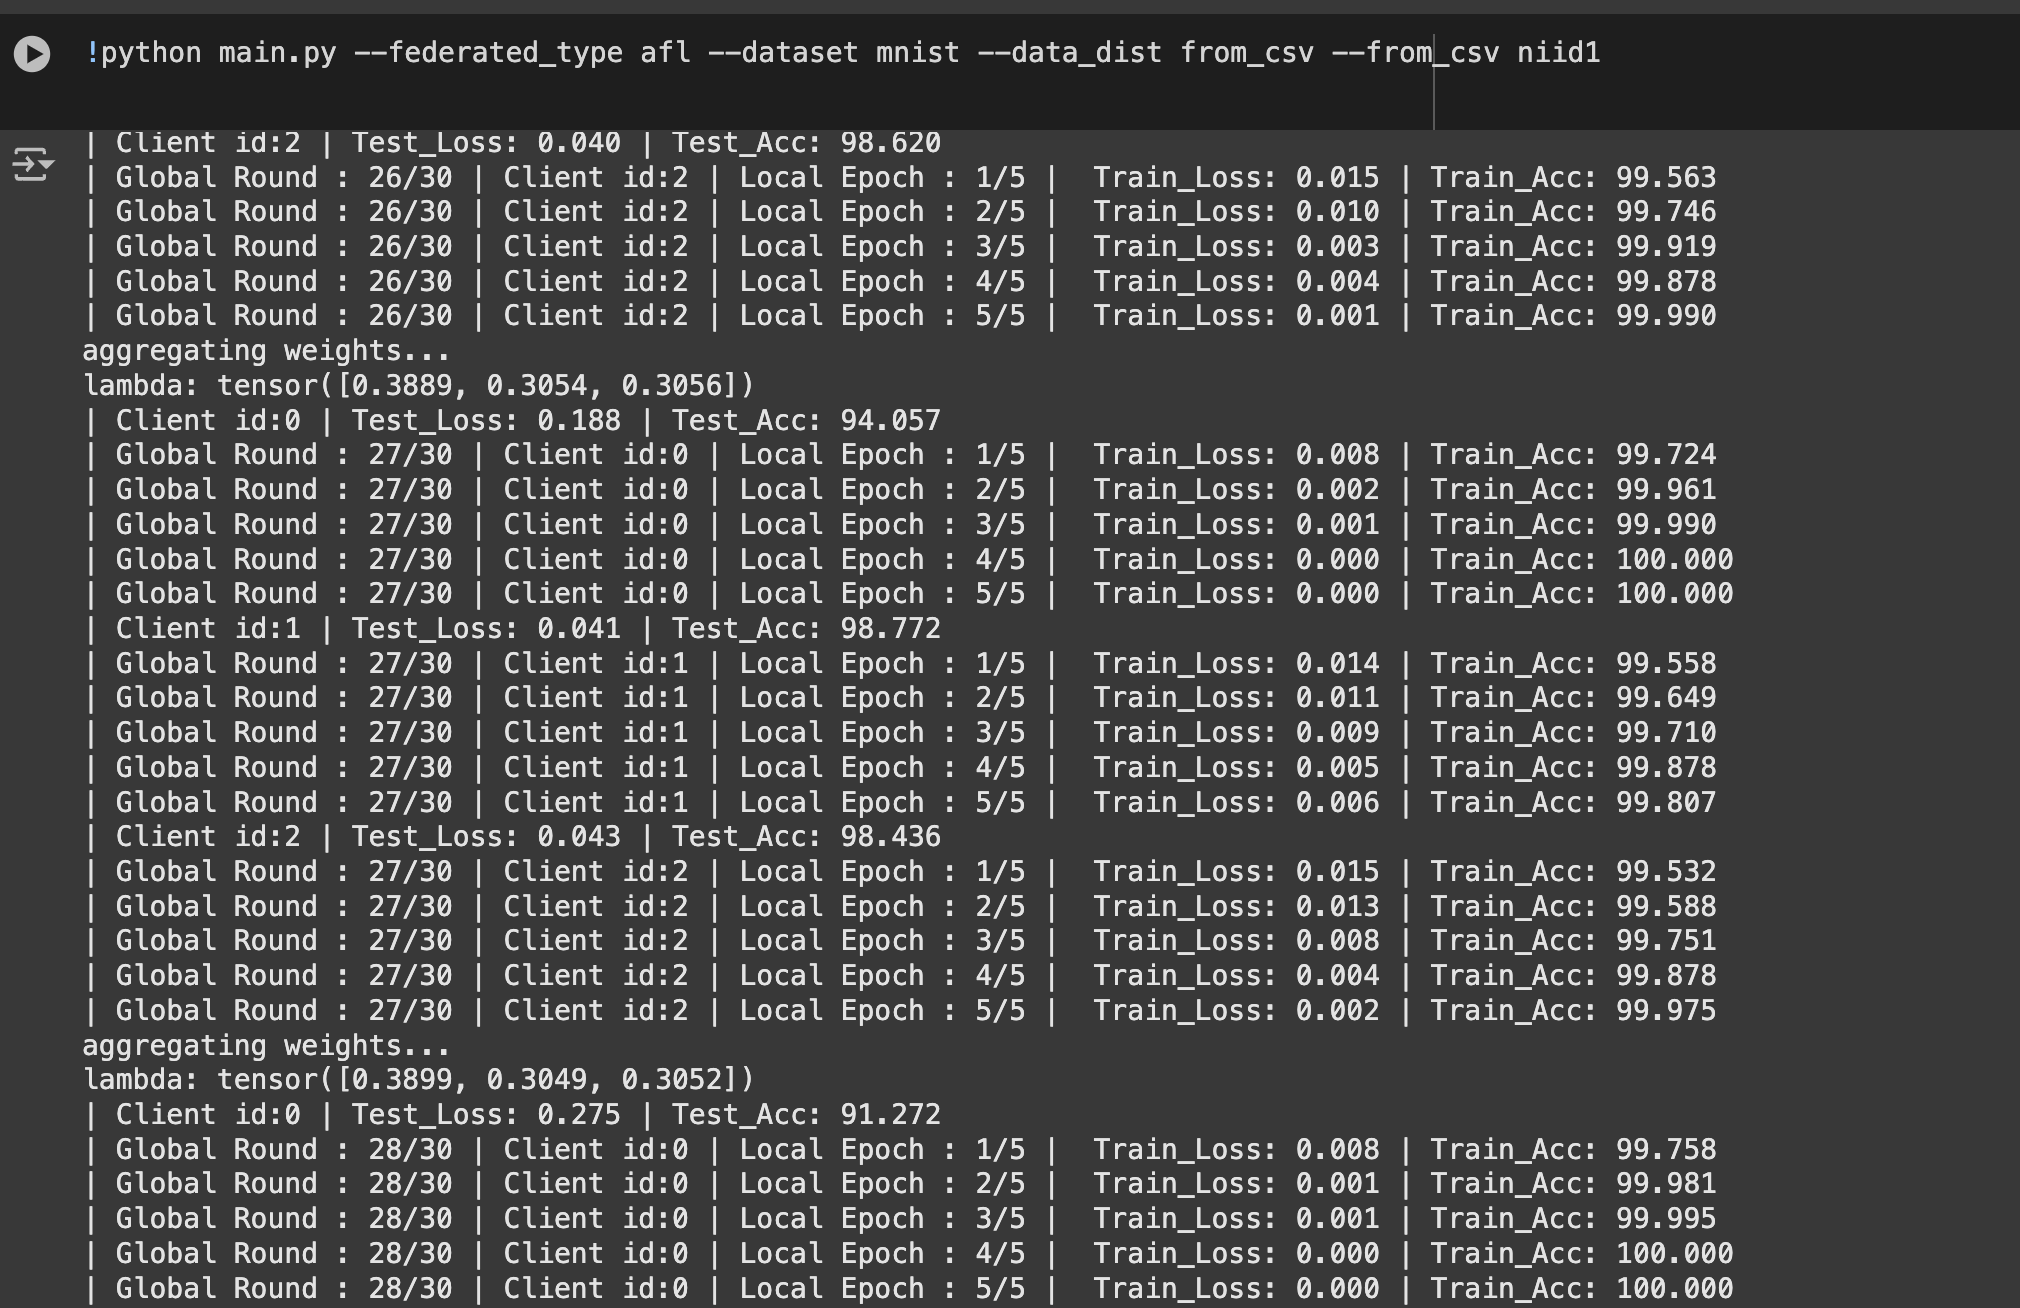 !python main.py --federated_type afl --dataset mnist --data_dist from_csv --from_csv niid1
| Client id:2 | Test_Loss: 0.040 | Test_Acc: 98.620
| Global Round : 26/30 | Client id:2 | Local Epoch : 1/5 |  Train_Loss: 0.015 | Train_Acc: 99.563
| Global Round : 26/30 | Client id:2 | Local Epoch : 2/5 |  Train_Loss: 0.010 | Train_Acc: 99.746
| Global Round : 26/30 | Client id:2 | Local Epoch : 3/5 |  Train_Loss: 0.003 | Train_Acc: 99.919
| Global Round : 26/30 | Client id:2 | Local Epoch : 4/5 |  Train_Loss: 0.004 | Train_Acc: 99.878
| Global Round : 26/30 | Client id:2 | Local Epoch : 5/5 |  Train_Loss: 0.001 | Train_Acc: 99.990
aggregating weights...
lambda: tensor([0.3889, 0.3054, 0.3056])
| Client id:0 | Test_Loss: 0.188 | Test_Acc: 94.057
| Global Round : 27/30 | Client id:0 | Local Epoch : 1/5 |  Train_Loss: 0.008 | Train_Acc: 99.724
| Global Round : 27/30 | Client id:0 | Local Epoch : 2/5 |  Train_Loss: 0.002 | Train_Acc: 99.961
| Global Round : 27/30 | Client id:0 | Local Epoch : 3/5 |  Train_Loss: 0.001 | Train_Acc: 99.990
| Global Round : 27/30 | Client id:0 | Local Epoch : 4/5 |  Train_Loss: 0.000 | Train_Acc: 100.000
| Global Round : 27/30 | Client id:0 | Local Epoch : 5/5 |  Train_Loss: 0.000 | Train_Acc: 100.000
| Client id:1 | Test_Loss: 0.041 | Test_Acc: 98.772
| Global Round : 27/30 | Client id:1 | Local Epoch : 1/5 |  Train_Loss: 0.014 | Train_Acc: 99.558
| Global Round : 27/30 | Client id:1 | Local Epoch : 2/5 |  Train_Loss: 0.011 | Train_Acc: 99.649
| Global Round : 27/30 | Client id:1 | Local Epoch : 3/5 |  Train_Loss: 0.009 | Train_Acc: 99.710
| Global Round : 27/30 | Client id:1 | Local Epoch : 4/5 |  Train_Loss: 0.005 | Train_Acc: 99.878
| Global Round : 27/30 | Client id:1 | Local Epoch : 5/5 |  Train_Loss: 0.006 | Train_Acc: 99.807
| Client id:2 | Test_Loss: 0.043 | Test_Acc: 98.436
| Global Round : 27/30 | Client id:2 | Local Epoch : 1/5 |  Train_Loss: 0.015 | Train_Acc: 99.532
| Global Round : 27/30 | Client id:2 | Local Epoch : 2/5 |  Train_Loss: 0.013 | Train_Acc: 99.588
| Global Round : 27/30 | Client id:2 | Local Epoch : 3/5 |  Train_Loss: 0.008 | Train_Acc: 99.751
| Global Round : 27/30 | Client id:2 | Local Epoch : 4/5 |  Train_Loss: 0.004 | Train_Acc: 99.878
| Global Round : 27/30 | Client id:2 | Local Epoch : 5/5 |  Train_Loss: 0.002 | Train_Acc: 99.975
aggregating weights...
lambda: tensor([0.3899, 0.3049, 0.3052])
| Client id:0 | Test_Loss: 0.275 | Test_Acc: 91.272
| Global Round : 28/30 | Client id:0 | Local Epoch : 1/5 |  Train_Loss: 0.008 | Train_Acc: 99.758
| Global Round : 28/30 | Client id:0 | Local Epoch : 2/5 |  Train_Loss: 0.001 | Train_Acc: 99.981
| Global Round : 28/30 | Client id:0 | Local Epoch : 3/5 |  Train_Loss: 0.001 | Train_Acc: 99.995
| Global Round : 28/30 | Client id:0 | Local Epoch : 4/5 |  Train_Loss: 0.000 | Train_Acc: 100.000
| Global Round : 28/30 | Client id:0 | Local Epoch : 5/5 |  Train_Loss: 0.000 | Train_Acc: 100.000